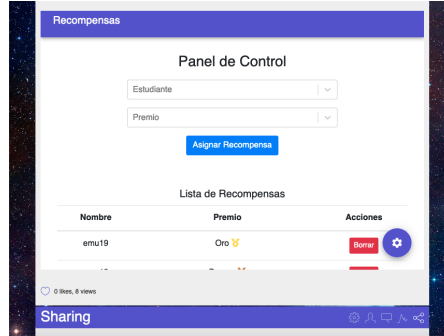 Recompensas
Panel de Control
Estudiante
Premio
Asignar Recompensa
Lista de Recompensas
Nombre Premio Acciones
emu19 Oro Borrar
0 likes, 8 views
Sharing